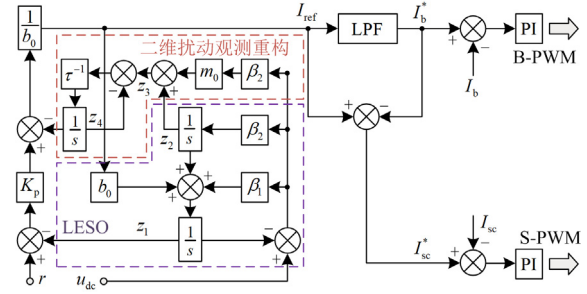 1
b₀
I_ref
LPF
I_b^*
+
−
PI
B-PWM
I_b
二维扰动观测重构
τ⁻¹
−
z₃
+
m₀
β₂
+
−
1
s
z₄
−
+
z₂
1
s
β₂
K_p
b₀
+
+
+
β₁
LESO
−
+
z₁
1
s
−
+
I_sc^*
I_sc
−
+
S-PWM
PI
r
u_dc